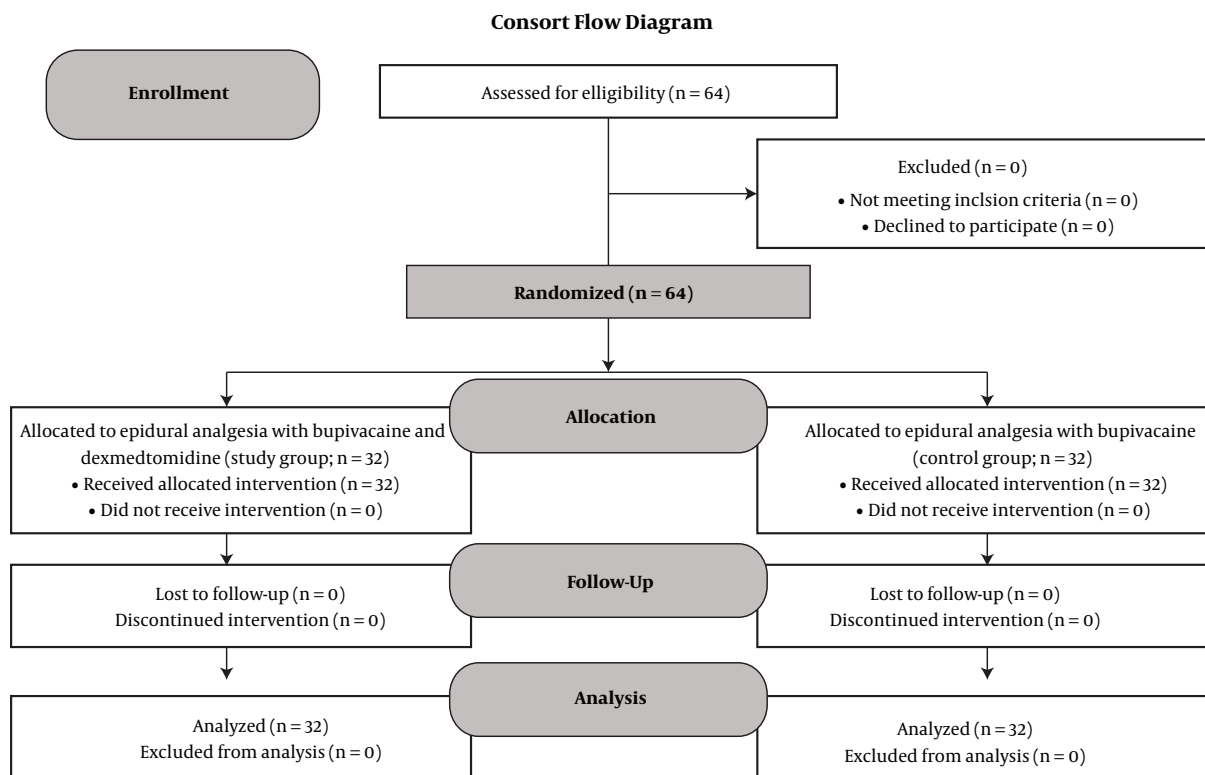 Consort Flow Diagram
Enrollment
Assessed for elligibility (n = 64)
Excluded (n = 0)
• Not meeting inclsion criteria (n = 0)
• Declined to participate (n = 0)
Randomized (n = 64)
Allocation
Allocated to epidural analgesia with bupivacaine and
dexmedtomidine (study group; n = 32)
• Received allocated intervention (n = 32)
• Did not receive intervention (n = 0)
Allocated to epidural analgesia with bupivacaine
(control group; n = 32)
• Received allocated intervention (n = 32)
• Did not receive intervention (n = 0)
Follow-Up
Lost to follow-up (n = 0)
Discontinued intervention (n = 0)
Lost to follow-up (n = 0)
Discontinued intervention (n = 0)
Analysis
Analyzed (n = 32)
Excluded from analysis (n = 0)
Analyzed (n = 32)
Excluded from analysis (n = 0)